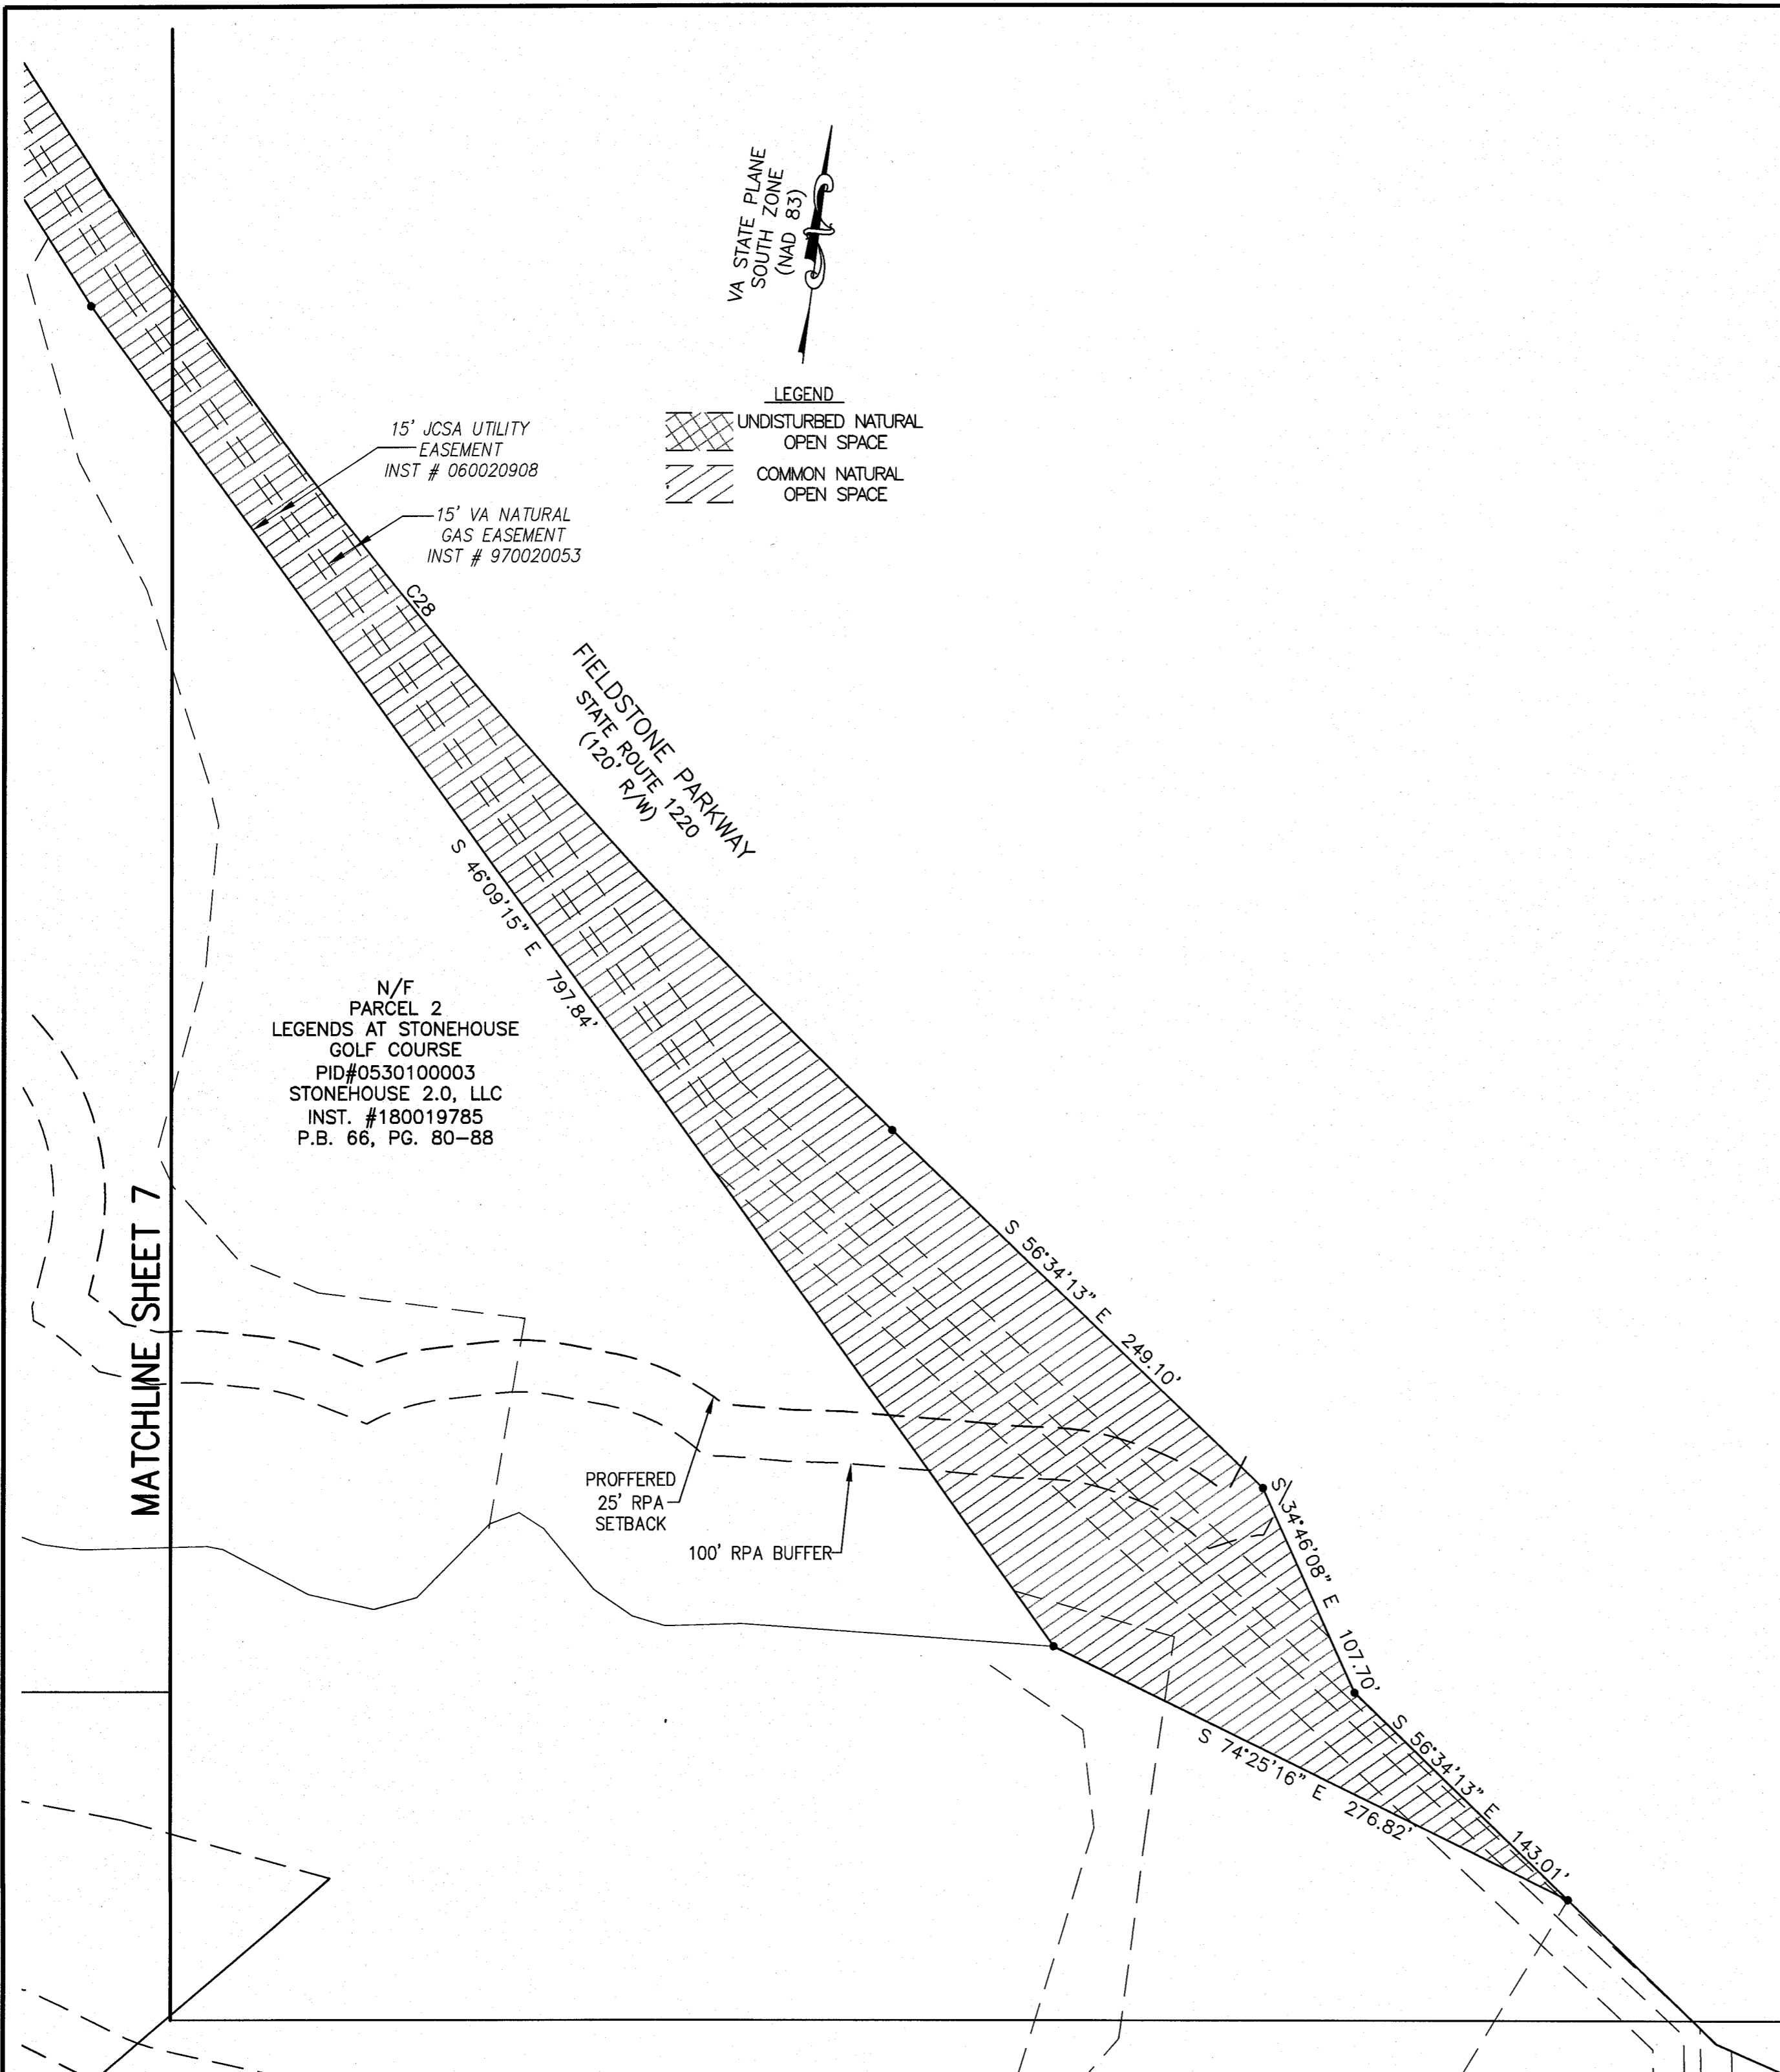 VA STATE PLANE
SOUTH ZONE
(NAD 83)
LEGEND
UNDISTURBED NATURAL
OPEN SPACE
COMMON NATURAL
OPEN SPACE
15' JCSA UTILITY
EASEMENT
INST # 060020908
15' VA NATURAL
GAS EASEMENT
INST # 970020053
C28
FIELDSTONE PARKWAY
STATE ROUTE 1220
(120' R/W)
S 46°09'15" E 797.84'
N/F
PARCEL 2
LEGENDS AT STONEHOUSE
GOLF COURSE
PID#0530100003
STONEHOUSE 2.0, LLC
INST. #180019785
P.B. 66, PG. 80-88
MATCHLINE SHEET 7
S 56°34'13" E 249.10'
PROFFERED
25' RPA
SETBACK
100' RPA BUFFER
S 34°46'08" E 107.70'
S 56°34'13" E 143.01'
S 74°25'16" E 276.82'